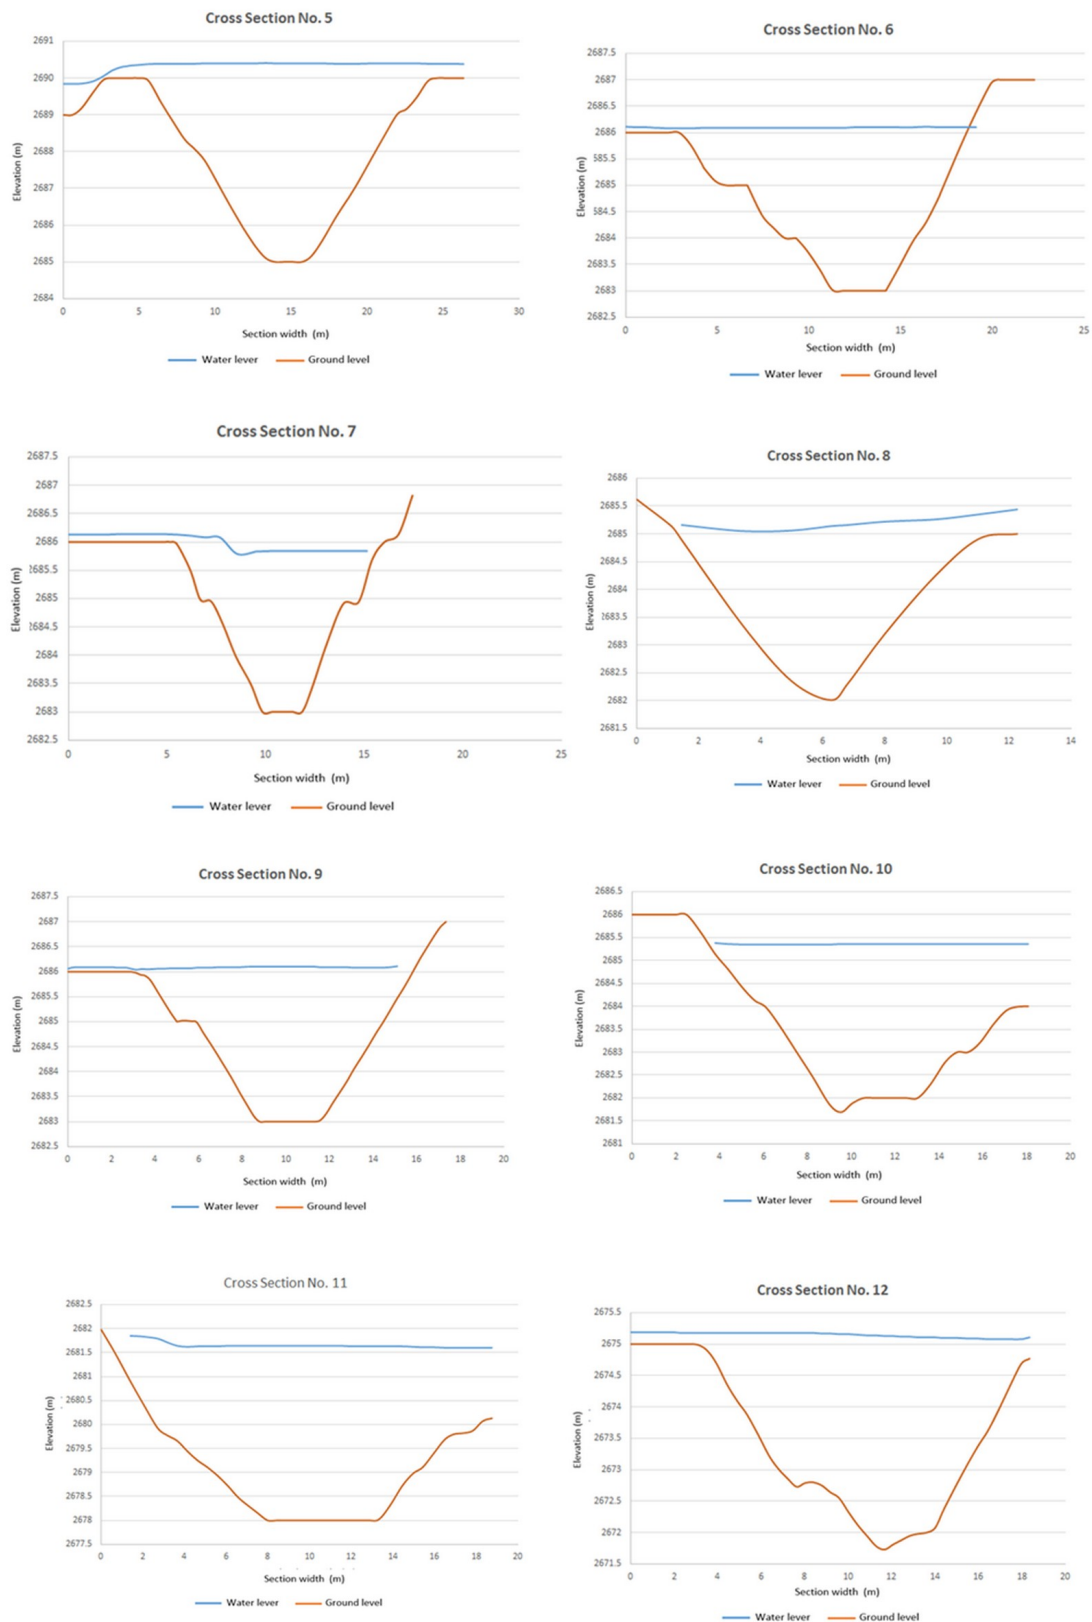 Cross Section No. 5
2691
2690
2689
2688
2687
2686
2685
2684
Elevation (m)
0 5 10 15 20 25 30
Section width (m)
Water lever Ground level
Cross Section No. 6
2687.5
2687
2686.5
2686
585.5
2685
584.5
2684
2683.5
2683
2682.5
Elevation (m)
0 5 10 15 20 25
Section width (m)
Water lever Ground level
Cross Section No. 7
2687.5
2687
2686.5
2686
2685.5
2685
2684.5
2684
2683.5
2683
2682.5
Elevation (m)
0 5 10 15 20 25
Section width (m)
Water lever Ground level
Cross Section No. 8
2686
2685.5
2685
2684.5
2684
2683.5
2683
2682.5
2682
2681.5
Elevation (m)
0 2 4 6 8 10 12 14
Section width (m)
Water lever Ground level
Cross Section No. 9
2687.5
2687
2686.5
2686
2685.5
2685
2684.5
2684
2683.5
2683
2682.5
Elevation (m)
0 2 4 6 8 10 12 14 16 18 20
Section width (m)
Water lever Ground level
Cross Section No. 10
2686.5
2686
2685.5
2685
2684.5
2684
2683.5
2683
2682.5
2682
2681.5
2681
Elevation (m)
0 2 4 6 8 10 12 14 16 18 20
Section width (m)
Water lever Ground level
Cross Section No. 11
2682.5
2682
2681.5
2681
2680.5
2680
2679.5
2679
2678.5
2678
2677.5
Elevation (m)
0 2 4 6 8 10 12 14 16 18 20
Section width (m)
Water lever Ground level
Cross Section No. 12
2675.5
2675
2674.5
2674
2673.5
2673
2672.5
2672
2671.5
Elevation (m)
0 2 4 6 8 10 12 14 16 18 20
Section width (m)
Water lever Ground level